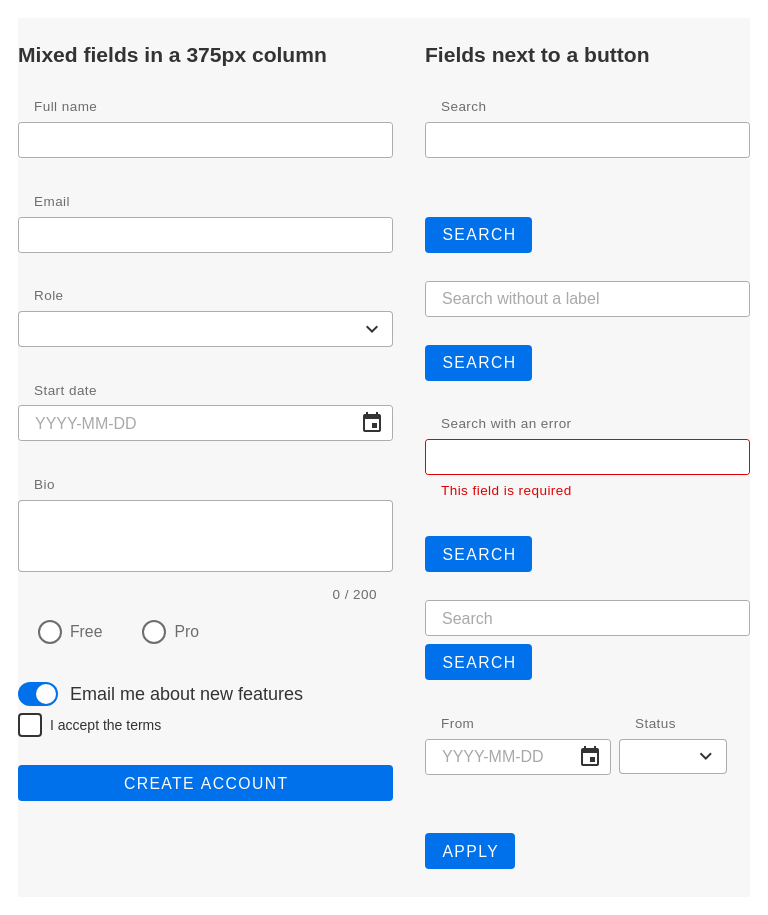 Mixed fields in a 375px column
Full name
Email
Role
Start date
YYYY-MM-DD
Bio
0 / 200
Free
Pro
Email me about new features
I accept the terms
CREATE ACCOUNT
Fields next to a button
Search
SEARCH
Search without a label
SEARCH
Search with an error
This field is required
SEARCH
Search
SEARCH
From
Status
YYYY-MM-DD
APPLY